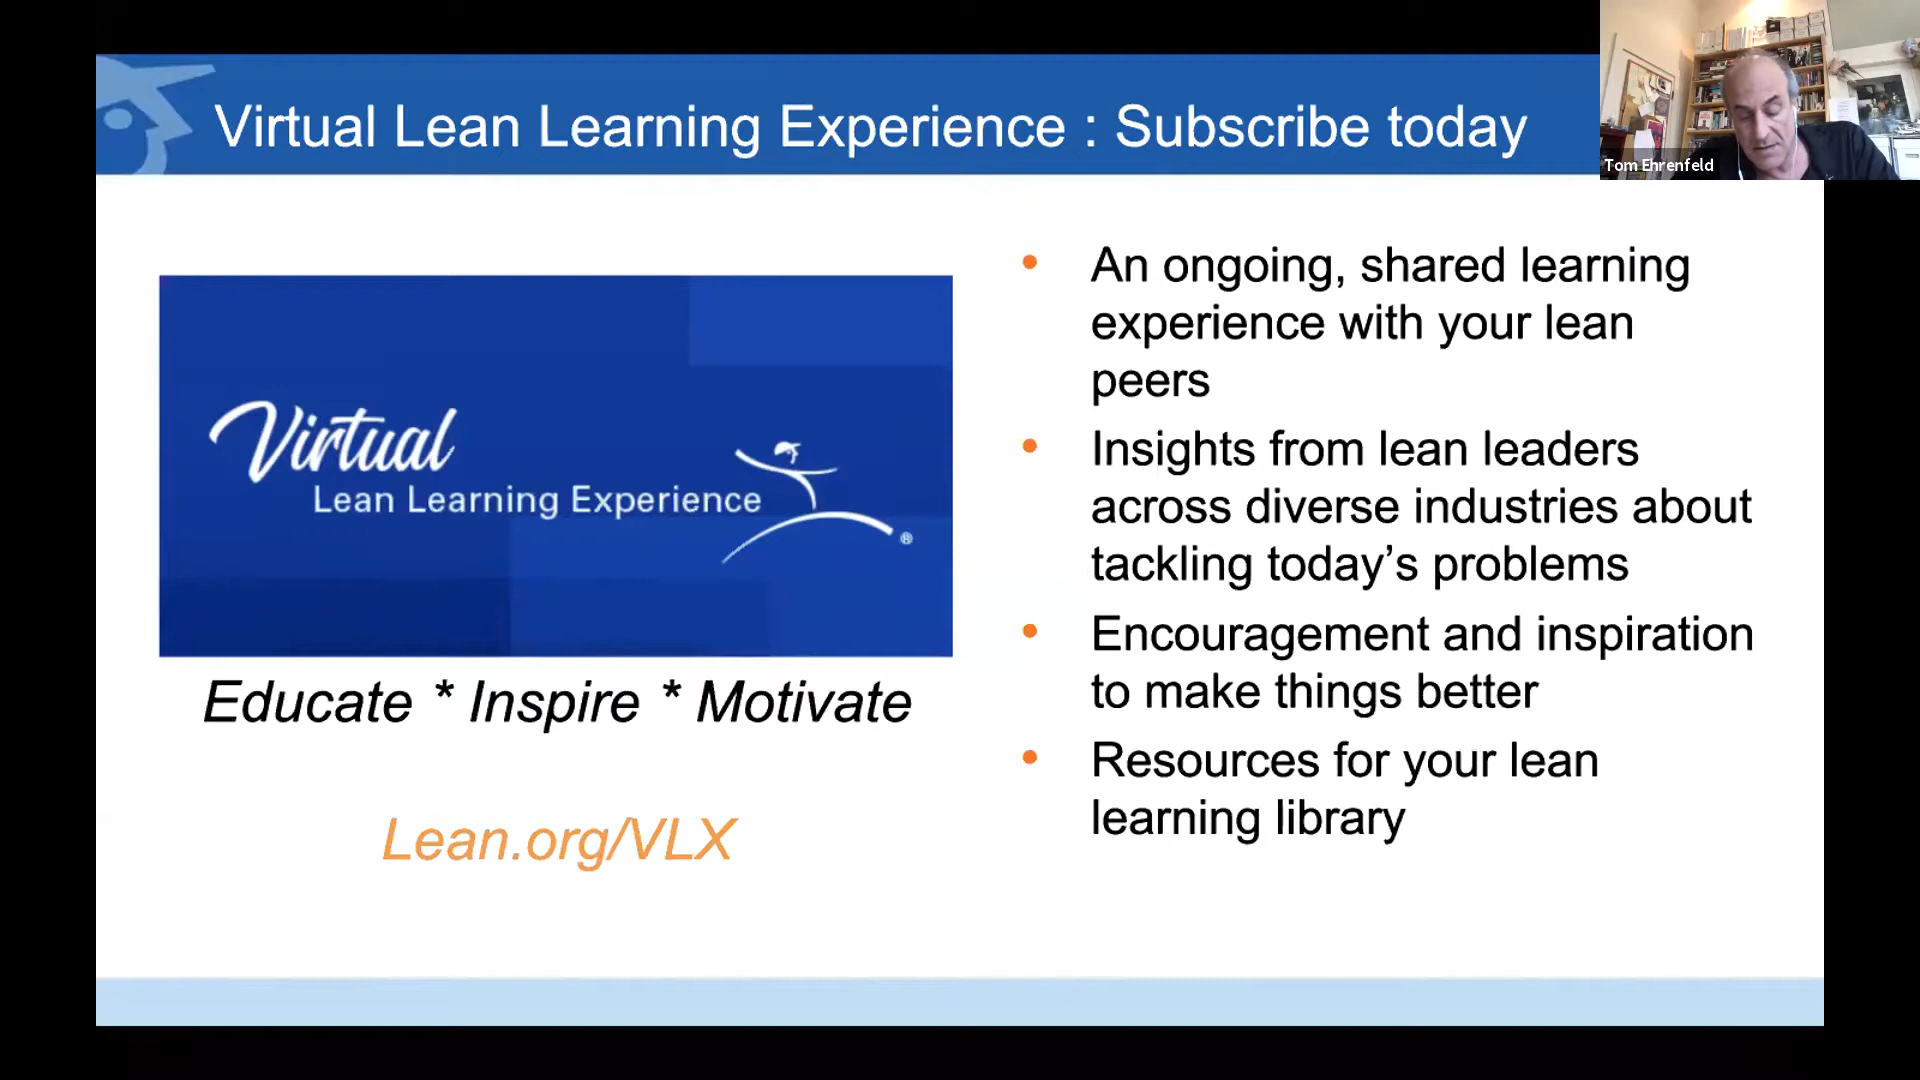 Virtual Lean Learning Experience : Subscribe today
Tom Ehrenfeld
Virtual
Lean Learning Experience
®
Educate * Inspire * Motivate
Lean.org/VLX
• An ongoing, shared learning
experience with your lean
peers
• Insights from lean leaders
across diverse industries about
tackling today’s problems
• Encouragement and inspiration
to make things better
• Resources for your lean
learning library